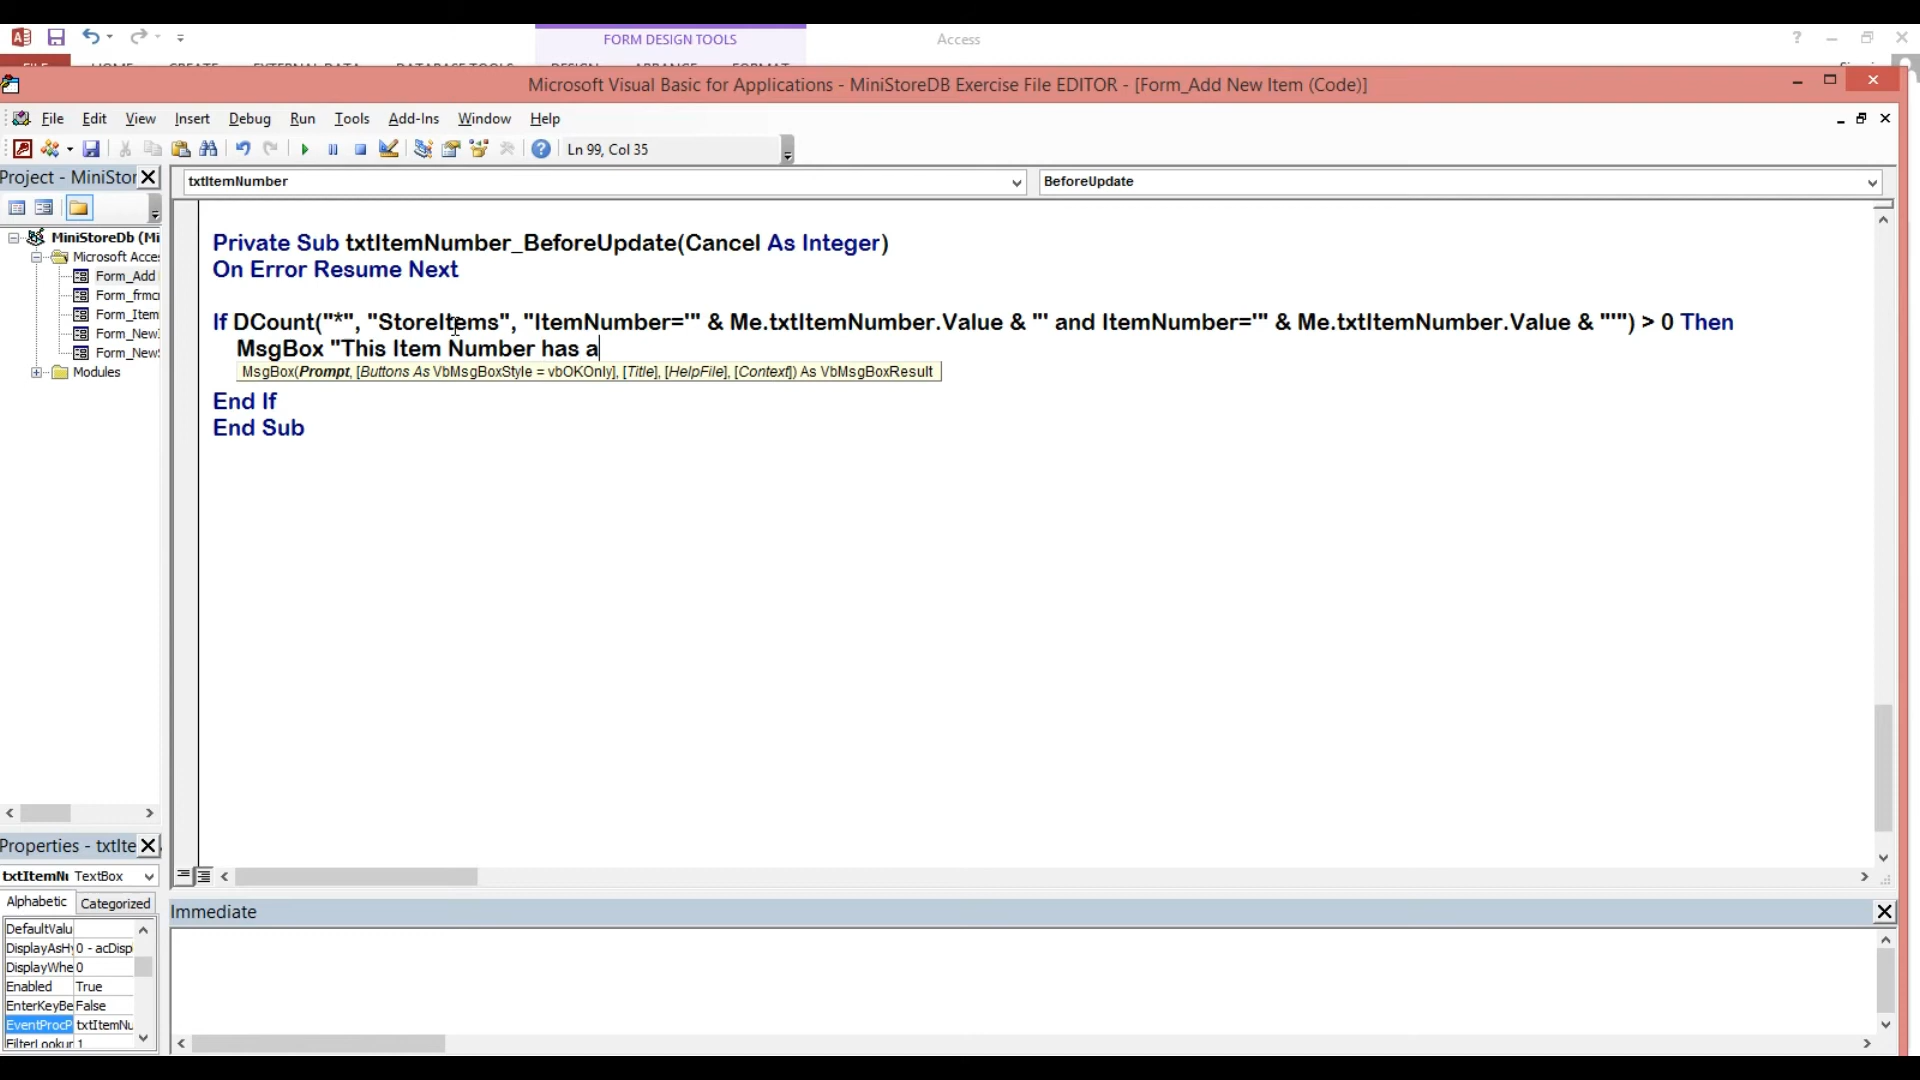 FORM DESIGN TOOLS
Access
Microsoft Visual Basic for Applications - MiniStoreDB Exercise File EDITOR - [Form_Add New Item (Code)]
File Edit View Insert Debug Run Tools Add-Ins Window Help
Ln 99, Col 35
Project - MiniStor
txtItemNumber
BeforeUpdate
MiniStoreDb (Mi
Microsoft Acce
Form_Add
Form_frmc
Form_Item
Form_New
Form_New
Modules
Private Sub txtItemNumber_BeforeUpdate(Cancel As Integer)
On Error Resume Next
If DCount("*", "StoreItems", "ItemNumber='" & Me.txtItemNumber.Value & "' and ItemNumber='" & Me.txtItemNumber.Value & "'") > 0 Then
MsgBox "This Item Number has a
MsgBox(Prompt, [Buttons As VbMsgBoxStyle = vbOKOnly], [Title], [HelpFile], [Context]) As VbMsgBoxResult
End If
End Sub
Properties - txtIte
txtItemNu TextBox
Alphabetic Categorized
DefaultValu
DisplayAsHy 0 - acDisp
DisplayWhe 0
Enabled True
EnterKeyBe False
EventProcP txtItemNu
FilterLookup 1
Immediate